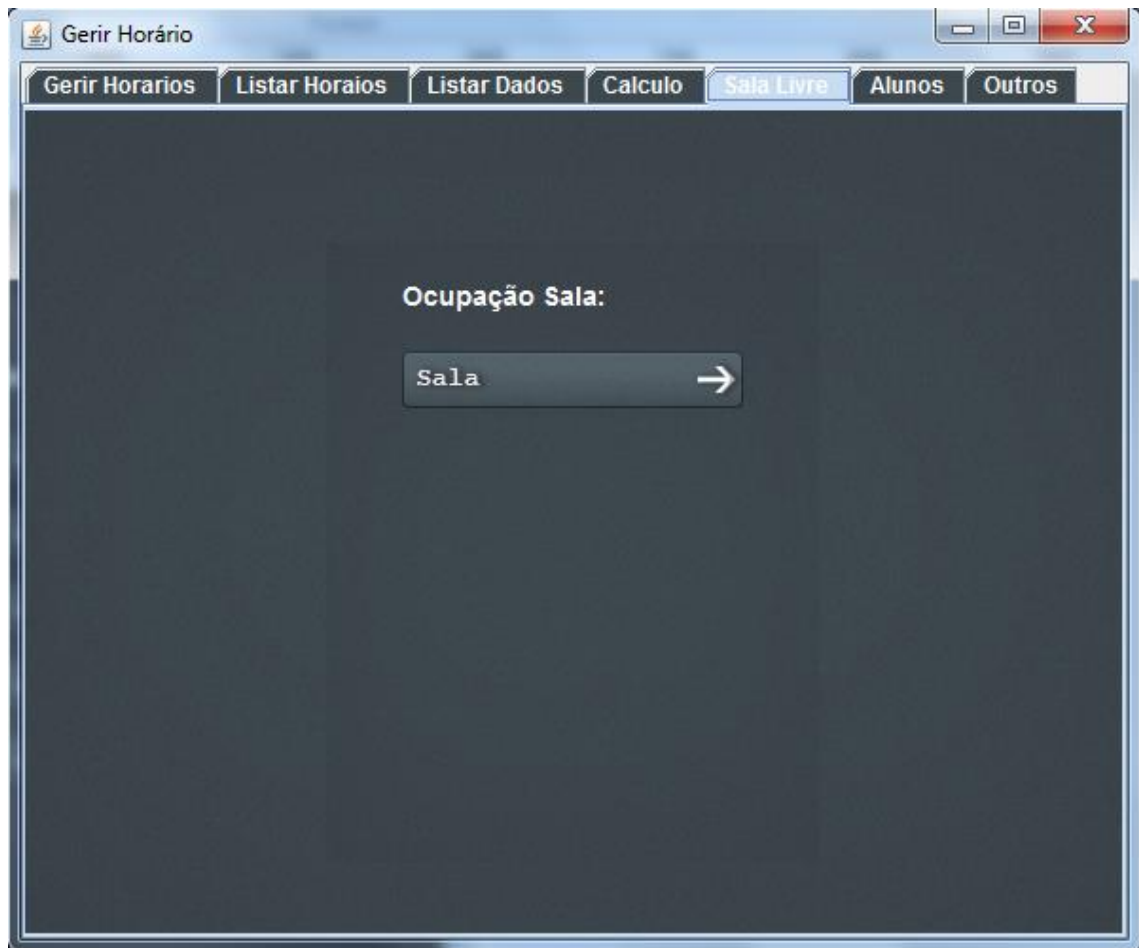 Gerir Horário
Gerir Horarios Listar Horaios Listar Dados Calculo Sala Livre Alunos Outros
Ocupação Sala:
Sala